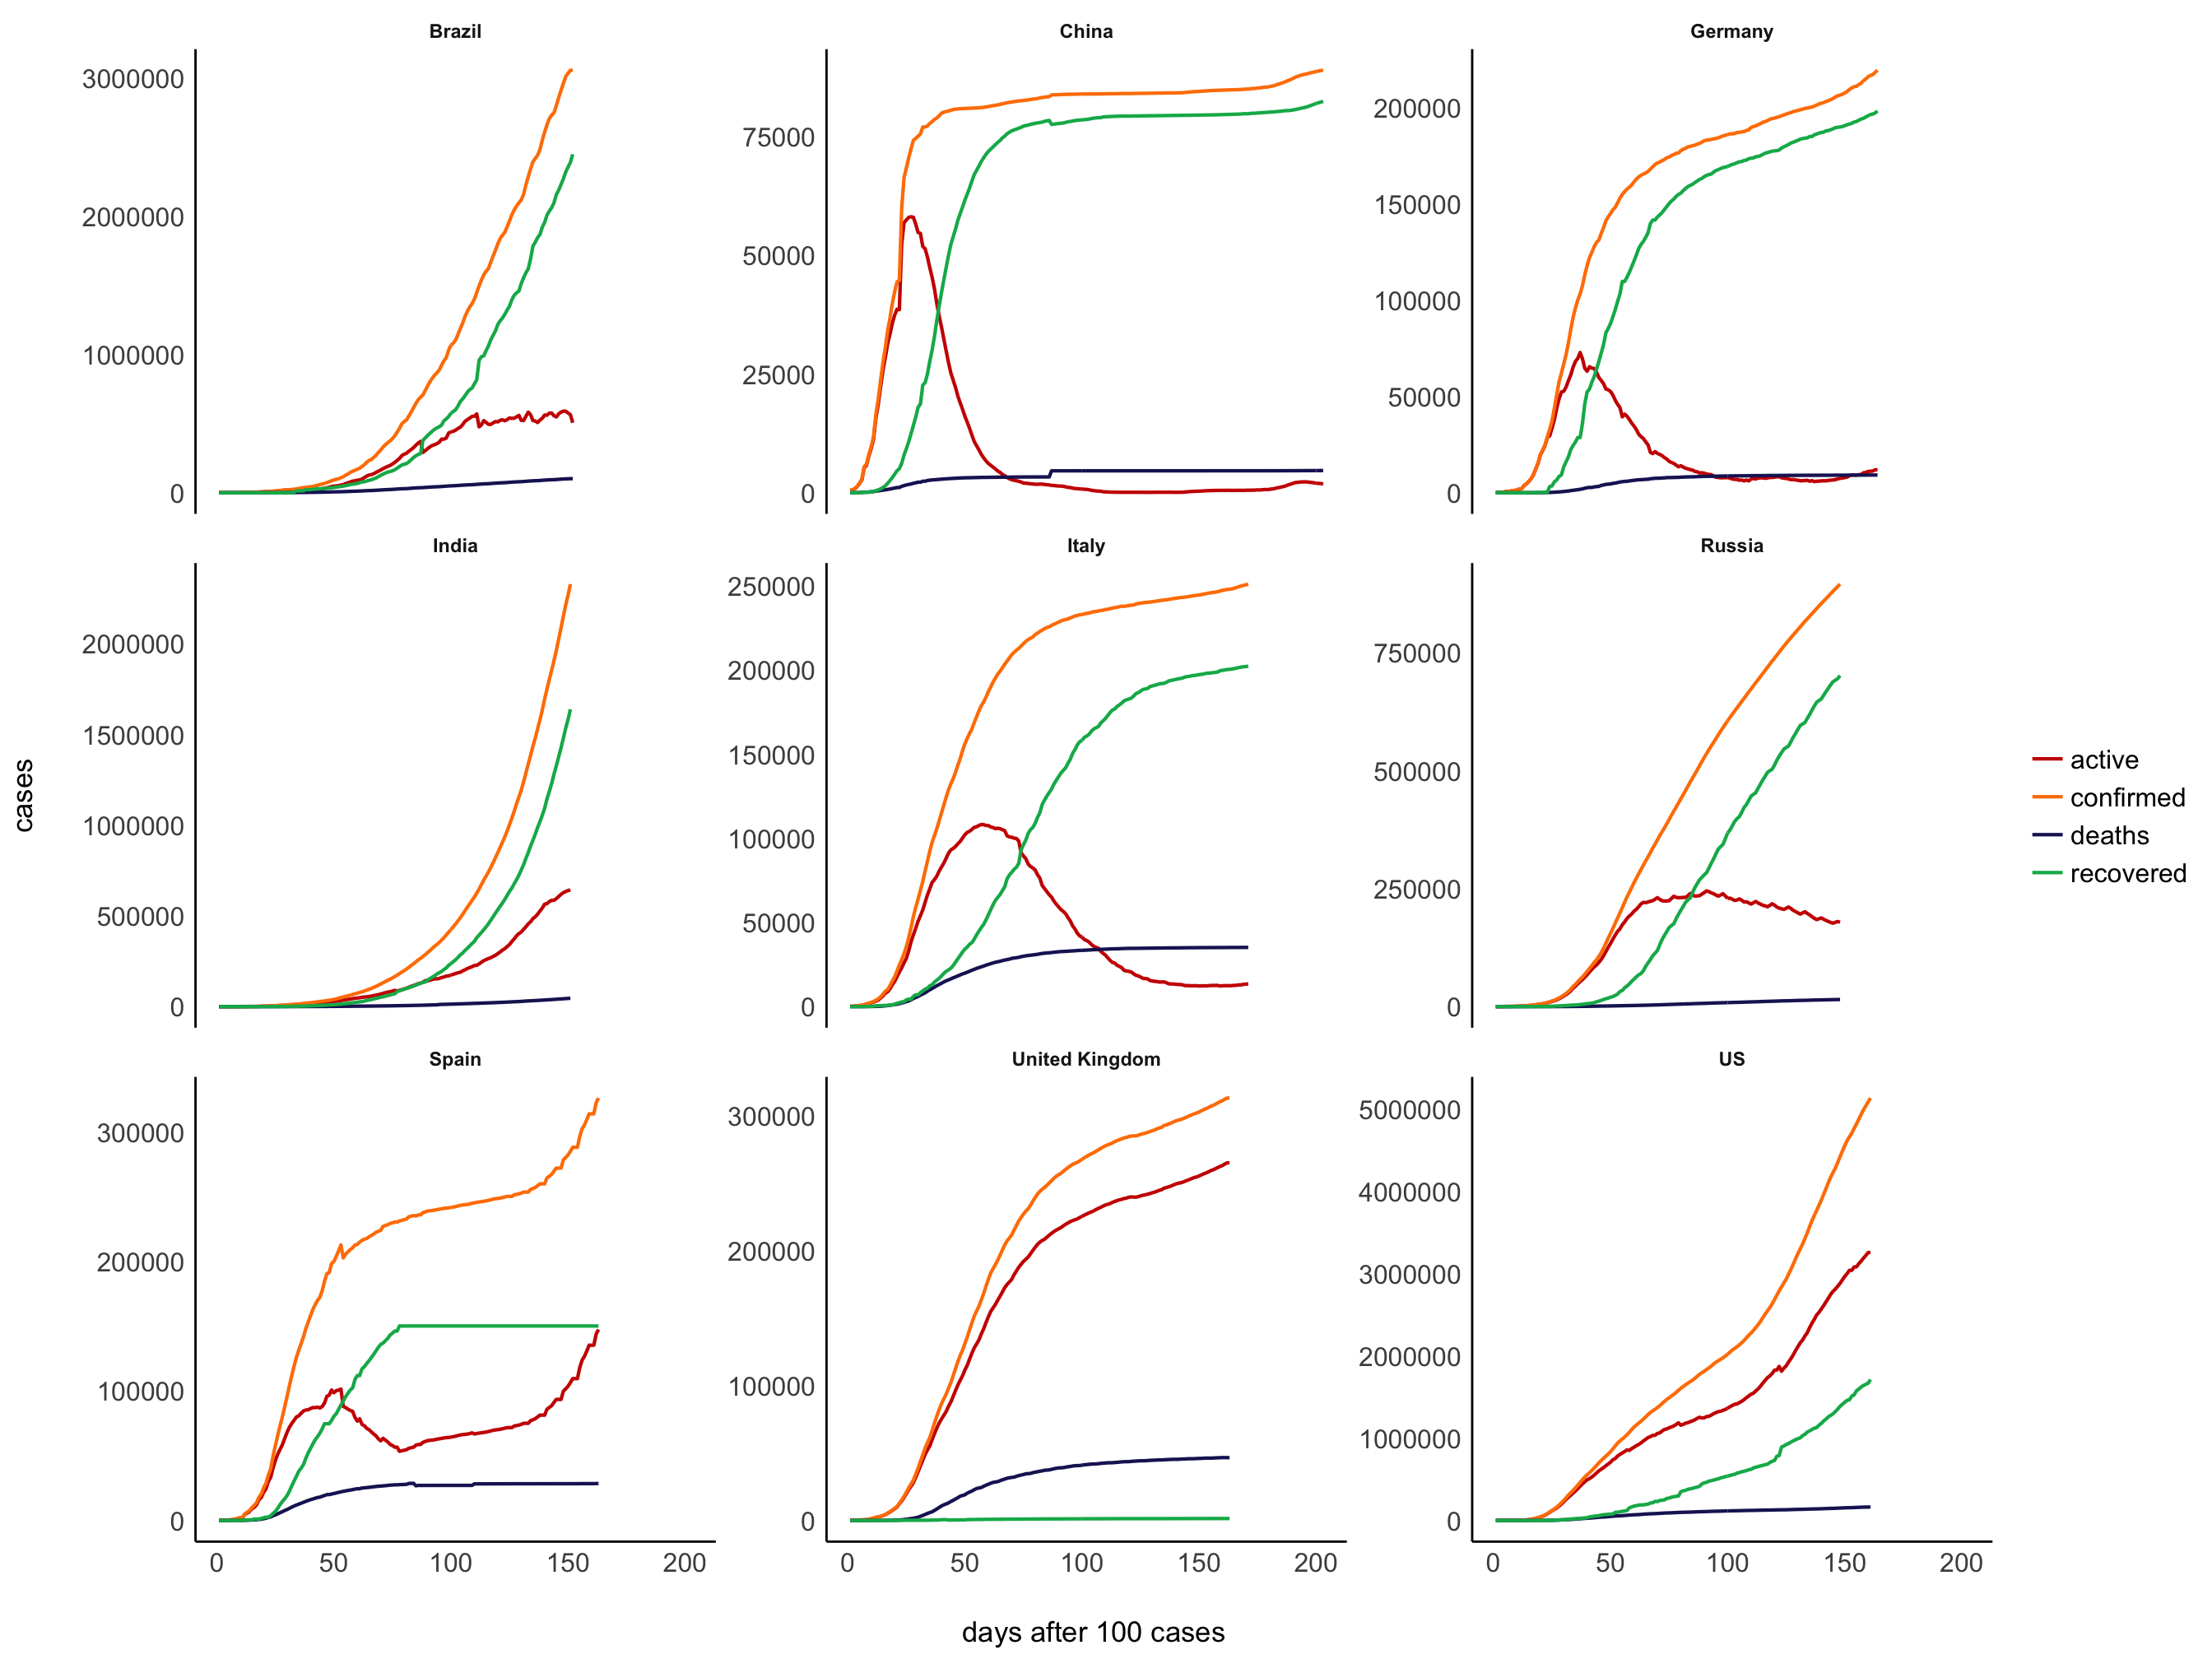 Brazil
China
Germany
3000000
2000000
1000000
0
75000
50000
25000
0
200000
150000
100000
50000
0
India
Italy
Russia
2000000
1500000
1000000
500000
0
250000
200000
150000
100000
50000
0
750000
500000
250000
0
cases
active
confirmed
deaths
recovered
Spain
United Kingdom
US
300000
200000
100000
0
300000
200000
100000
0
5000000
4000000
3000000
2000000
1000000
0
0 50 100 150 200
0 50 100 150 200
0 50 100 150 200
days after 100 cases